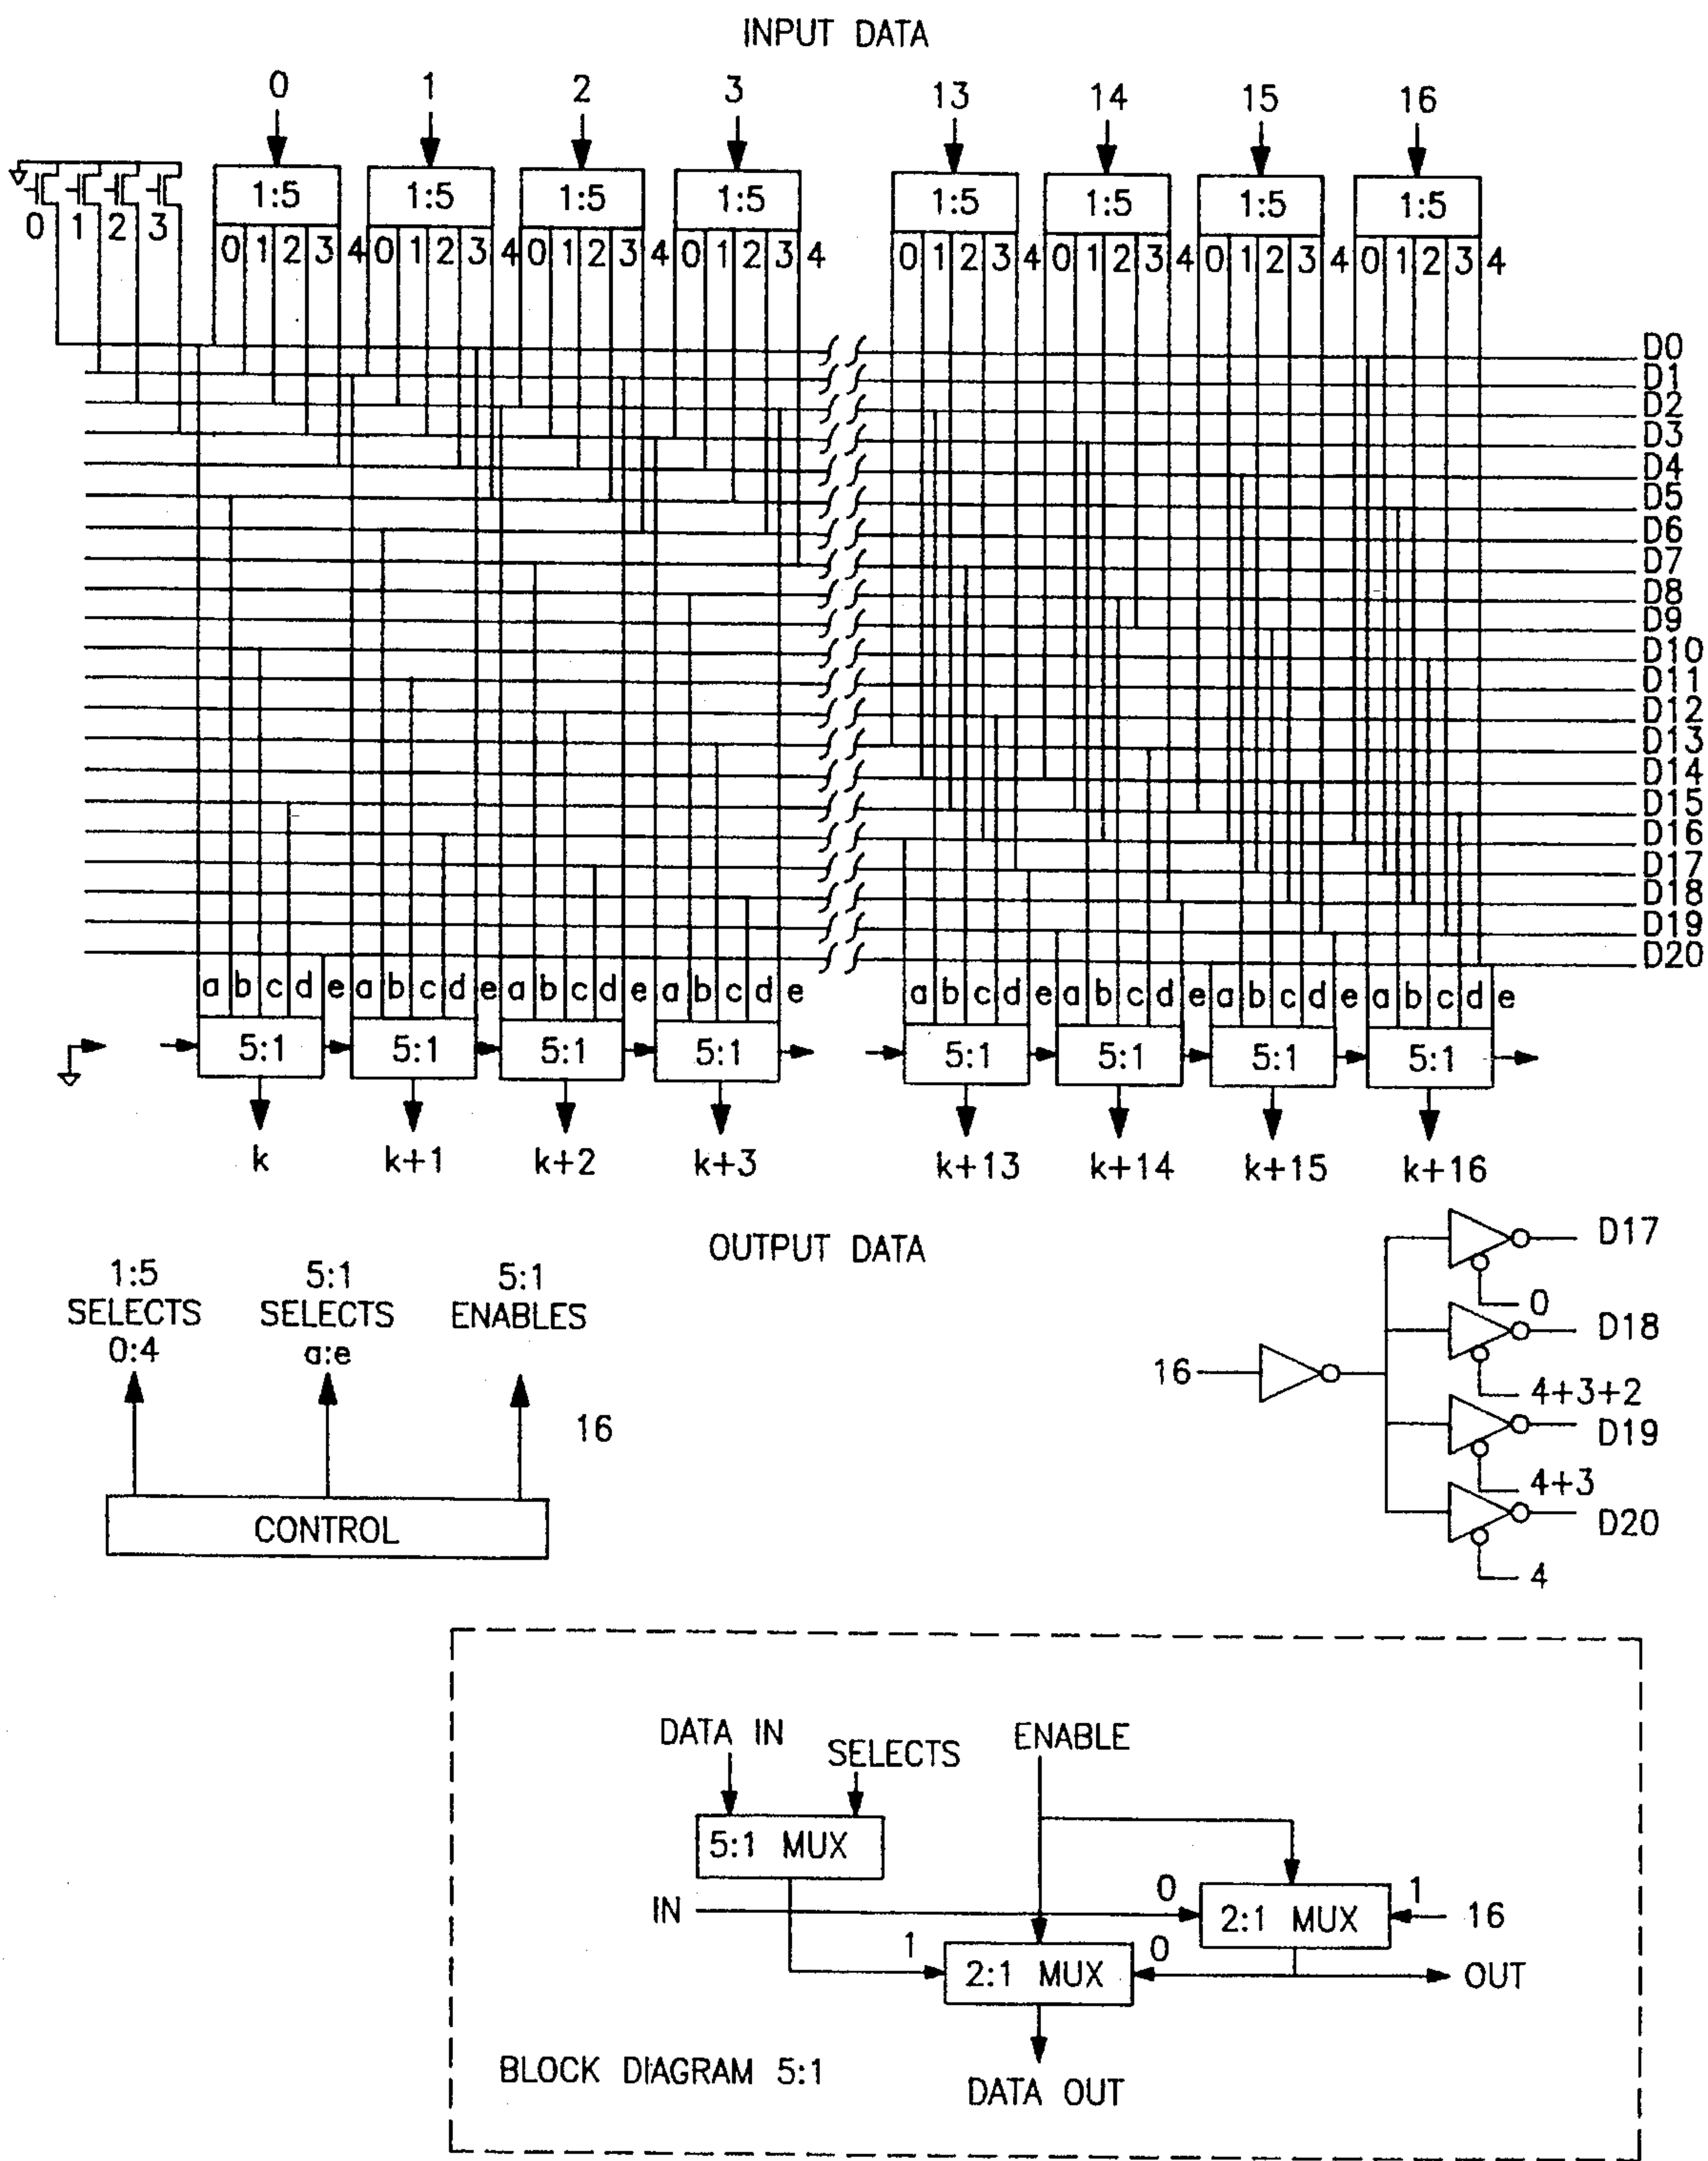 INPUT DATA
0 1 2 3 13 14 15 16
1:5 1:5 1:5 1:5 1:5 1:5 1:5 1:5
0 1 2 3
0 1 2 3 4 0 1 2 3 4 0 1 2 3 4 0 1 2 3 4 0 1 2 3 4 0 1 2 3 4 0 1 2 3 4 0 1 2 3 4
D0
D1
D2
D3
D4
D5
D6
D7
D8
D9
D10
D11
D12
D13
D14
D15
D16
D17
D18
D19
D20
a b c d e a b c d e a b c d e a b c d e a b c d e a b c d e a b c d e a b c d e
5:1 5:1 5:1 5:1 5:1 5:1 5:1 5:1
k k+1 k+2 k+3 k+13 k+14 k+15 k+16
OUTPUT DATA
1:5
SELECTS
0:4
5:1
SELECTS
a:e
5:1
ENABLES
16
CONTROL
16
D17
0
D18
4+3+2
D19
4+3
D20
4
DATA IN
SELECTS
ENABLE
5:1 MUX
IN
0
2:1 MUX
1
16
1
2:1 MUX
0
OUT
BLOCK DIAGRAM 5:1
DATA OUT